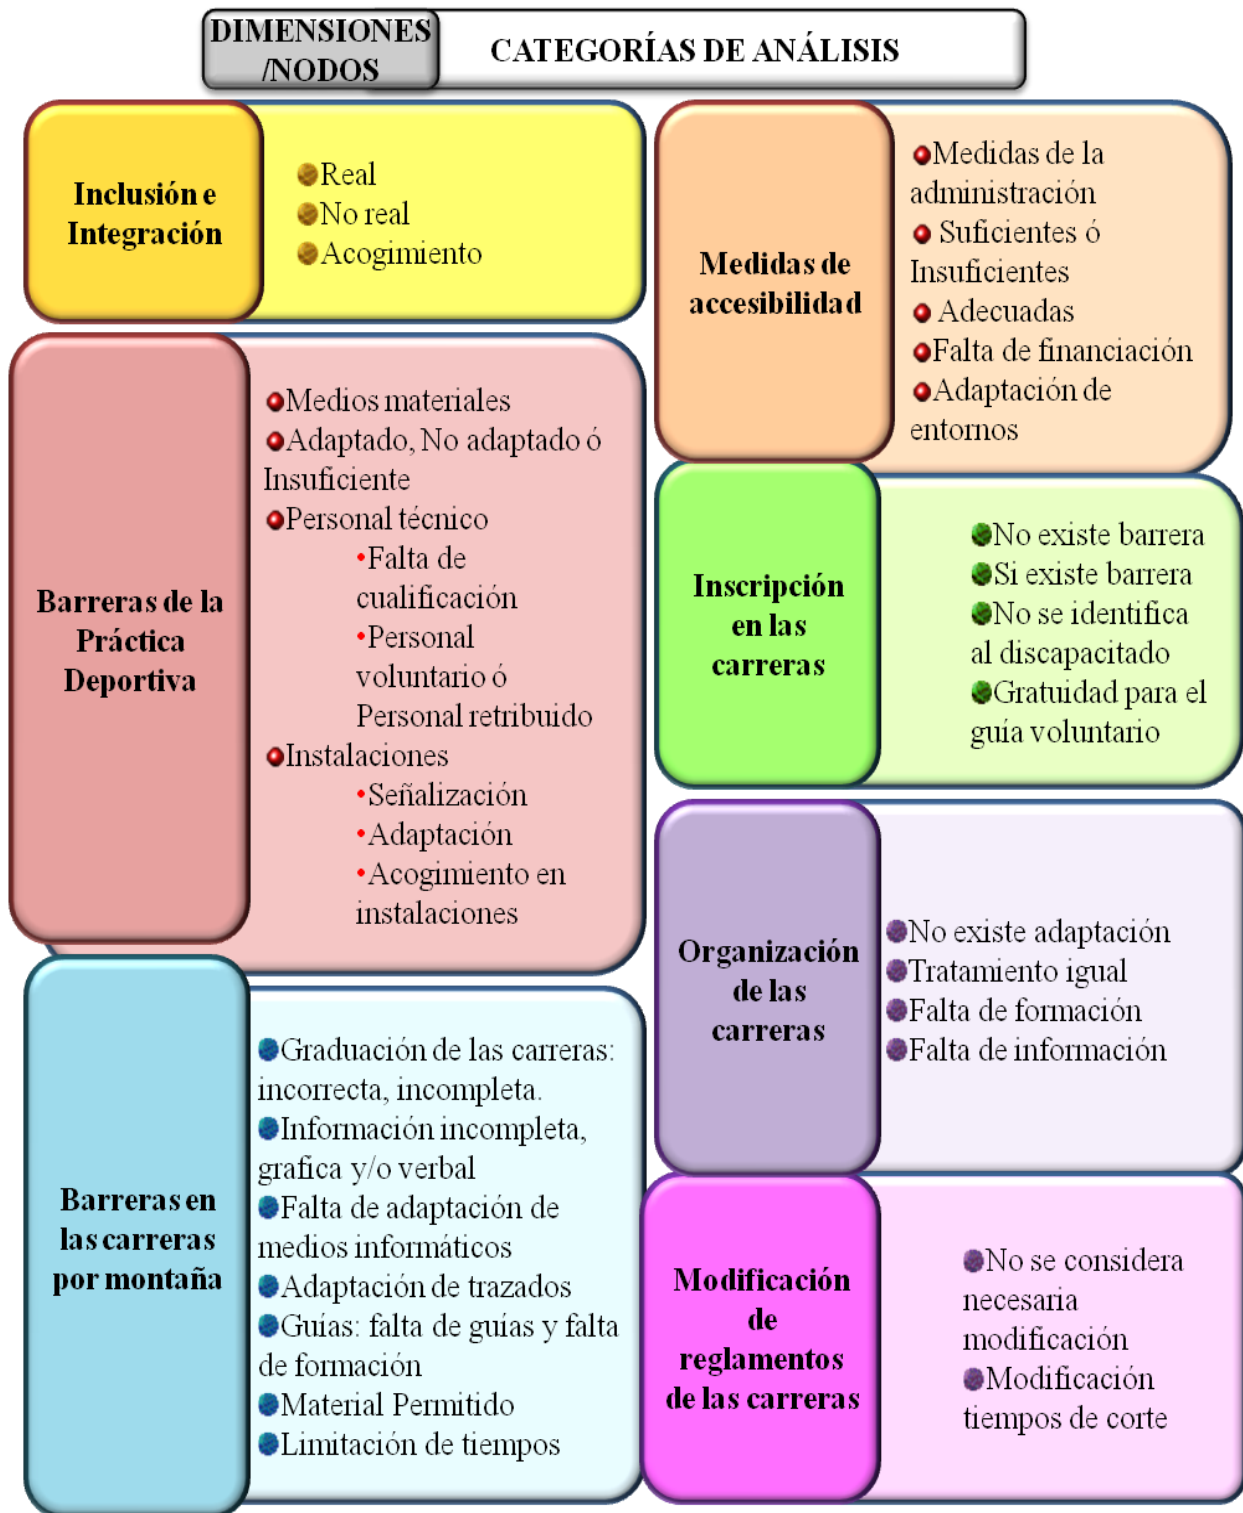 DIMENSIONES
/NODOS
CATEGORÍAS DE ANÁLISIS
Inclusión e
Integración
Real
No real
Acogimiento
Barreras de la
Práctica
Deportiva
Medios materiales
Adaptado, No adaptado ó
Insuficiente
Personal técnico
Falta de
cualificación
Personal
voluntario ó
Personal retribuido
Instalaciones
Señalización
Adaptación
Acogimiento en
instalaciones
Barreras en
las carreras
por montaña
Graduación de las carreras:
incorrecta, incompleta.
Información incompleta,
grafica y/o verbal
Falta de adaptación de
medios informáticos
Adaptación de trazados
Guías: falta de guías y falta
de formación
Material Permitido
Limitación de tiempos
Medidas de
accesibilidad
Medidas de la
administración
Suficientes ó
Insuficientes
Adecuadas
Falta de financiación
Adaptación de
entornos
Inscripción
en las
carreras
No existe barrera
Si existe barrera
No se identifica
al discapacitado
Gratuidad para el
guía voluntario
Organización
de las
carreras
No existe adaptación
Tratamiento igual
Falta de formación
Falta de información
Modificación
de
reglamentos
de las carreras
No se considera
necesaria
modificación
Modificación
tiempos de corte